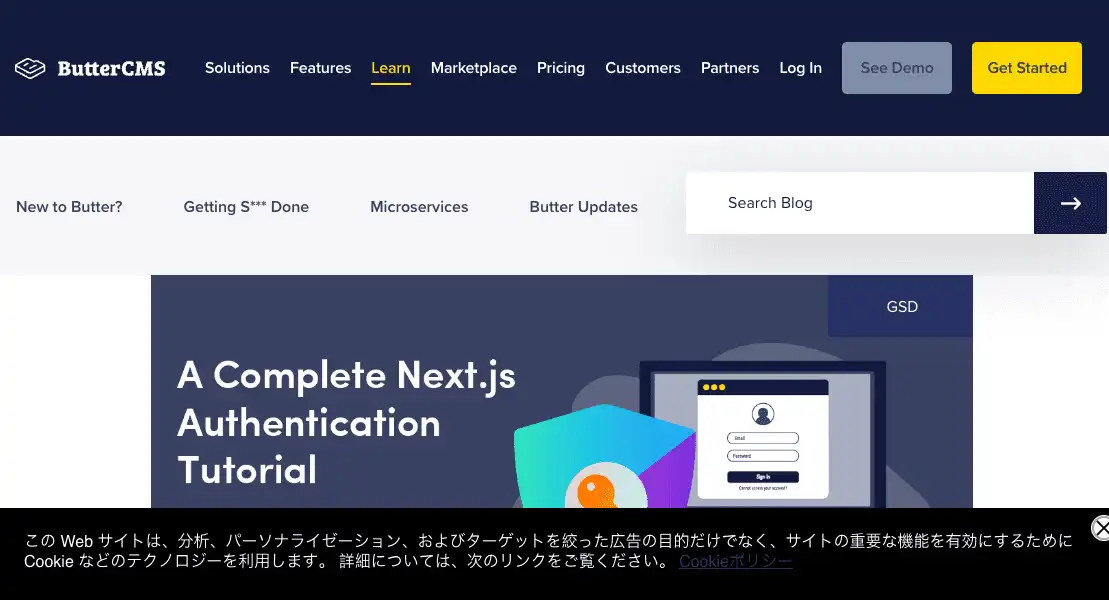 ButterCMS
Solutions
Features
Learn
Marketplace
Pricing
Customers
Partners
Log In
See Demo
Get Started
New to Butter?
Getting S*** Done
Microservices
Butter Updates
Search Blog
GSD
A Complete Next.js
Authentication
Tutorial
Email
Password
Sign in
Cannot access your account?
この Web サイトは、分析、パーソナライゼーション、およびターゲットを絞った広告の目的だけでなく、サイトの重要な機能を有効にするために
Cookie などのテクノロジーを利用します。 詳細については、次のリンクをご覧ください。 Cookieポリシー